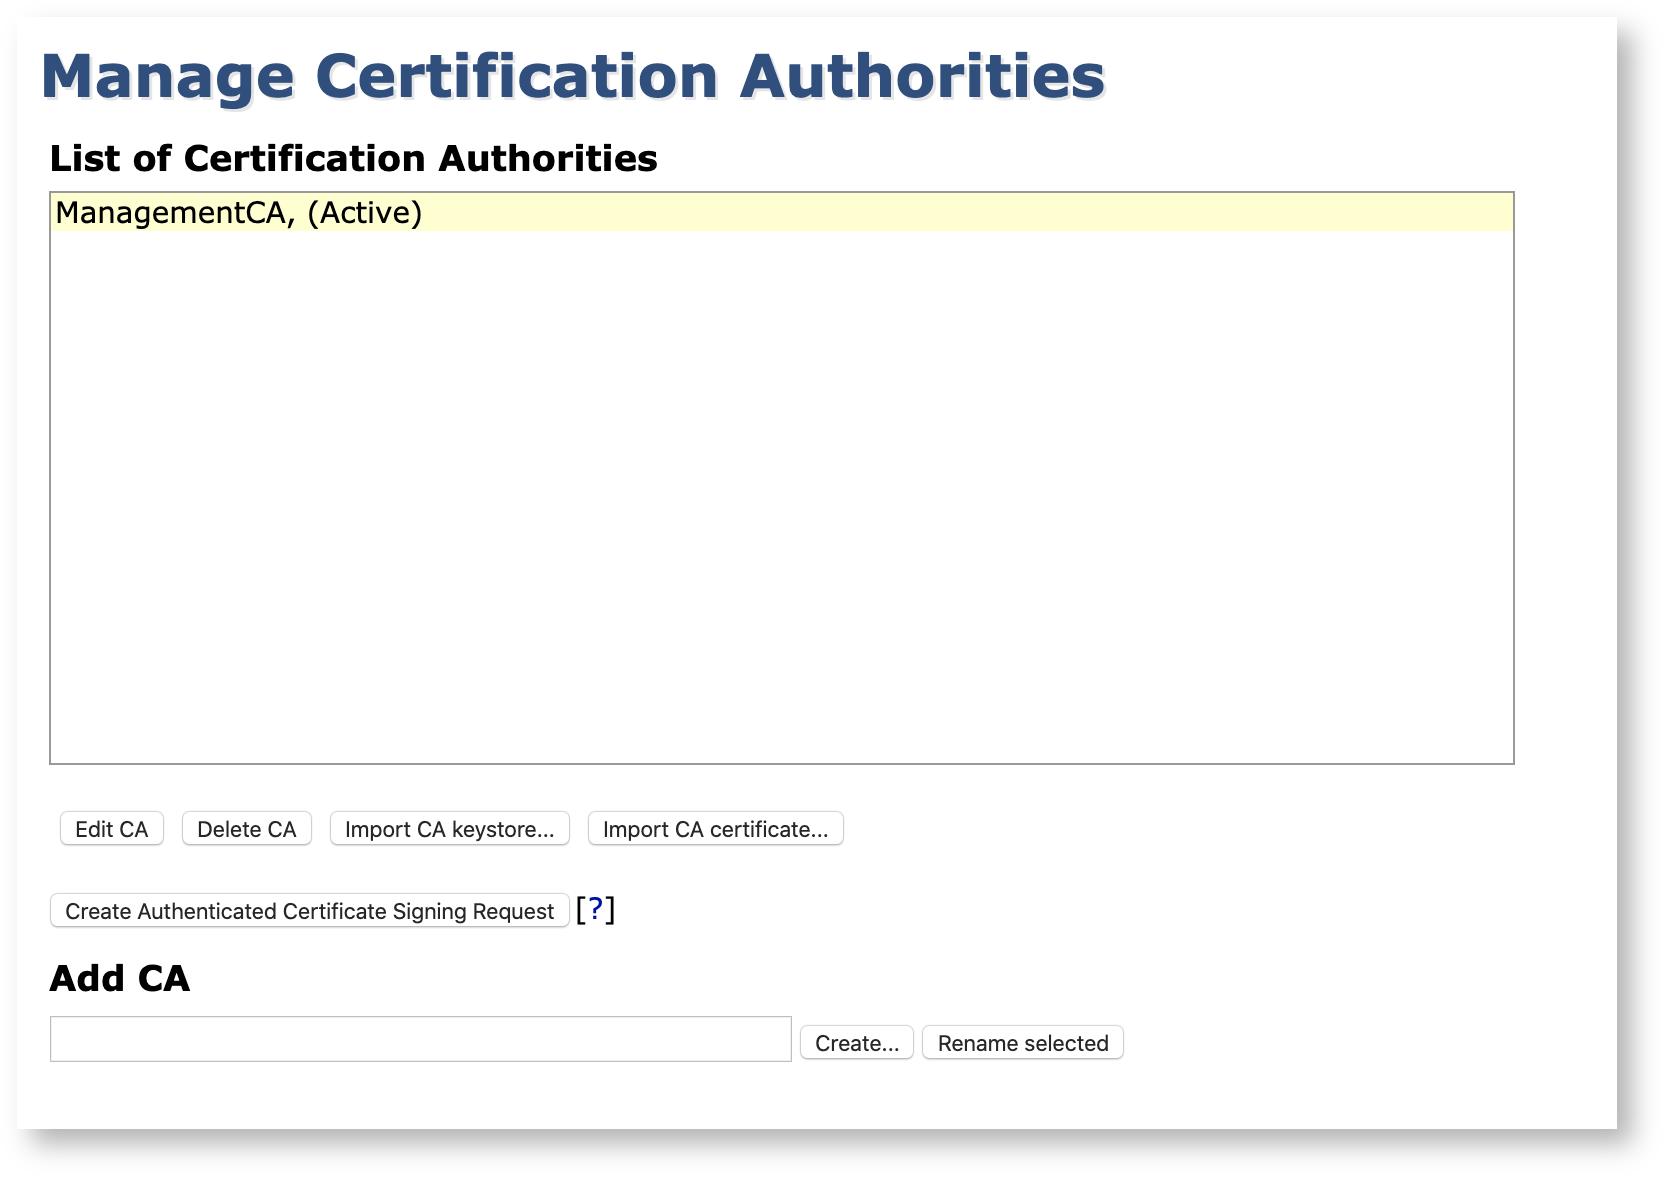 Manage Certification Authorities
List of Certification Authorities
ManagementCA, (Active)
Edit CA Delete CA Import CA keystore... Import CA certificate...
Create Authenticated Certificate Signing Request [?]
Add CA
Create... Rename selected